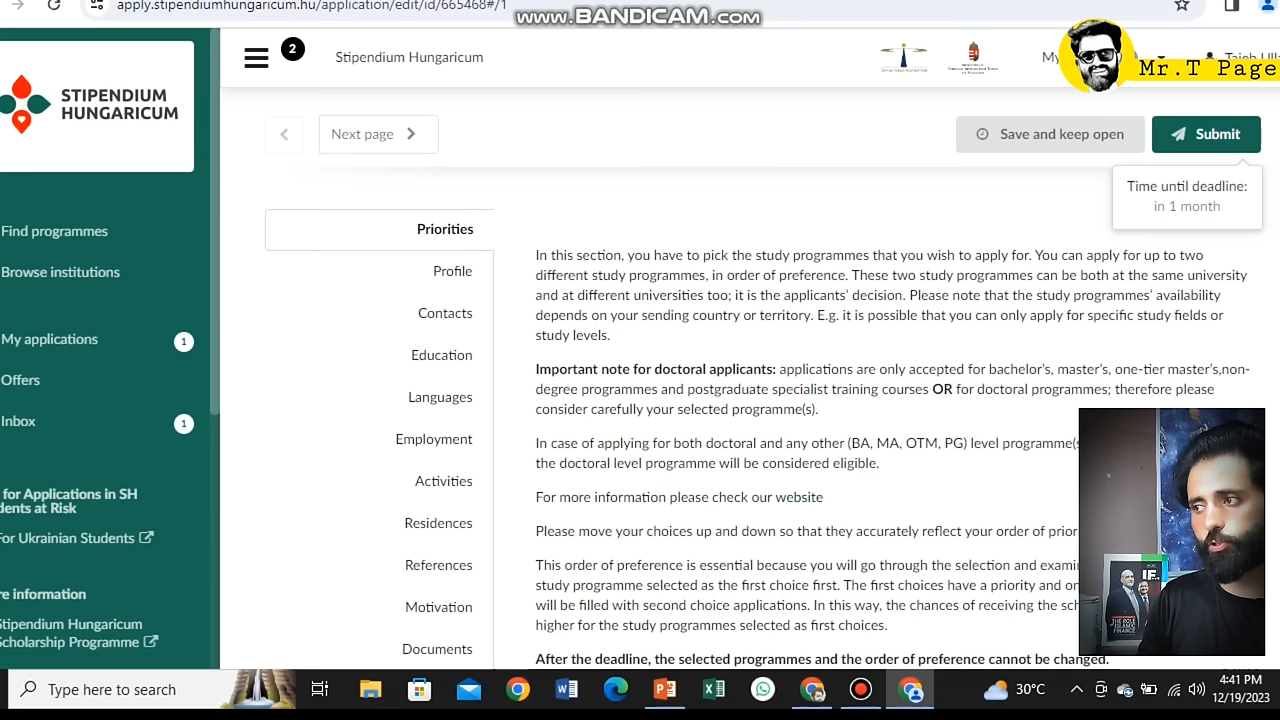 apply.stipendiumhungaricum.hu/application/edit/id/665468#/1
www.BANDICAM.com
STIPENDIUM
HUNGARICUM
2
Stipendium Hungaricum
My
Mr.T Page
Next page
Save and keep open
Submit
Time until deadline:
in 1 month
Find programmes
Browse institutions
My applications 1
Offers
Inbox 1
for Applications in SH
dents at Risk
For Ukrainian Students
re information
Stipendium Hungaricum
Scholarship Programme
Priorities
Profile
Contacts
Education
Languages
Employment
Activities
Residences
References
Motivation
Documents
In this section, you have to pick the study programmes that you wish to apply for. You can apply for up to two
different study programmes, in order of preference. These two study programmes can be both at the same university
and at different universities too; it is the applicants' decision. Please note that the study programmes' availability
depends on your sending country or territory. E.g. it is possible that you can only apply for specific study fields or
study levels.
Important note for doctoral applicants: applications are only accepted for bachelor's, master's, one-tier master's,non-
degree programmes and postgraduate specialist training courses OR for doctoral programmes; therefore please
consider carefully your selected programme(s).
In case of applying for both doctoral and any other (BA, MA, OTM, PG) level programme(s
the doctoral level programme will be considered eligible.
For more information please check our website
Please move your choices up and down so that they accurately reflect your order of prior
This order of preference is essential because you will go through the selection and exami
study programme selected as the first choice first. The first choices have a priority and on
will be filled with second choice applications. In this way, the chances of receiving the sch
higher for the study programmes selected as first choices.
After the deadline, the selected programmes and the order of preference cannot be changed.
THE ROLE
OF ISLAMIC
FINANCE
Type here to search
30°C
4:41 PM
12/19/2023